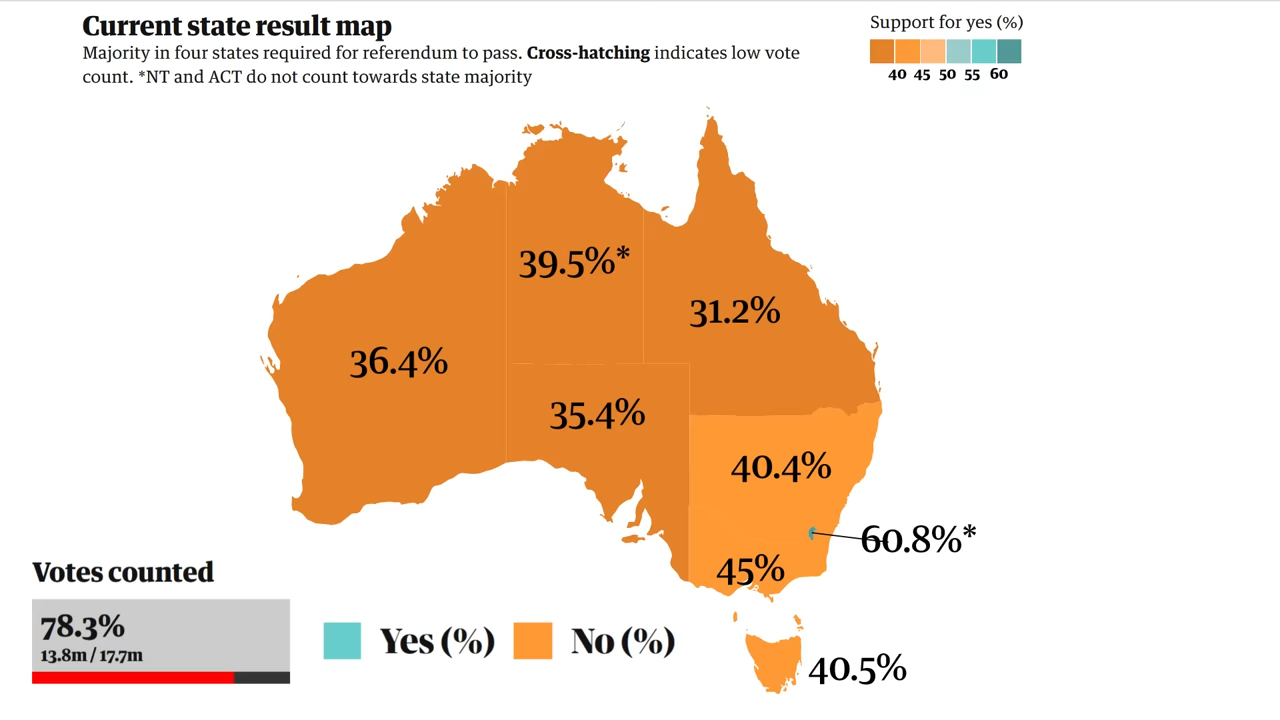 Current state result map
Majority in four states required for referendum to pass. Cross-hatching indicates low vote
count. *NT and ACT do not count towards state majority
Support for yes (%)
40 45 50 55 60
39.5%*
31.2%
36.4%
35.4%
40.4%
60.8%*
45%
40.5%
Votes counted
78.3%
13.8m / 17.7m
Yes (%) No (%)